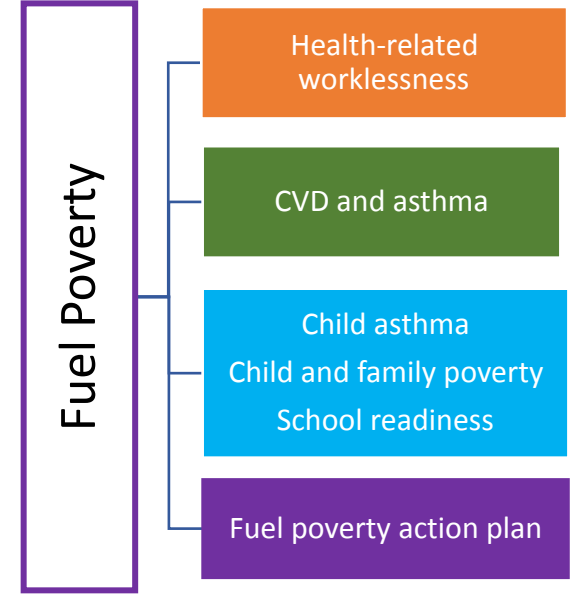 Fuel Poverty
Health-related
worklessness
CVD and asthma
Child asthma
Child and family poverty
School readiness
Fuel poverty action plan